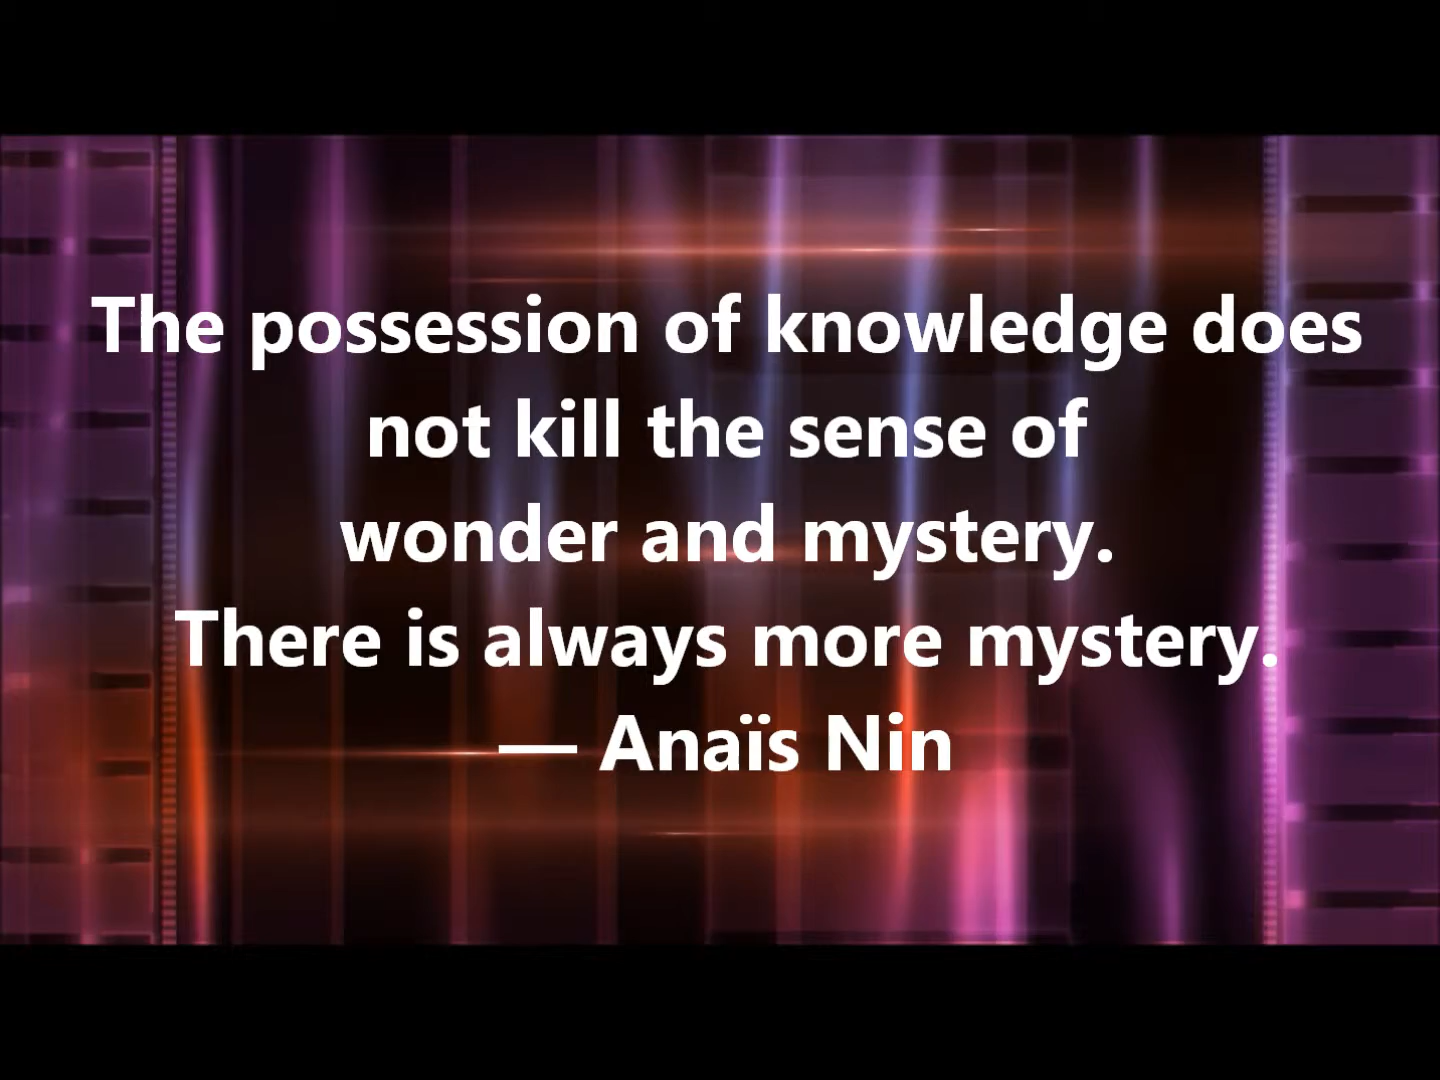 The possession of knowledge does
not kill the sense of
wonder and mystery.
There is always more mystery.
— Anaïs Nin